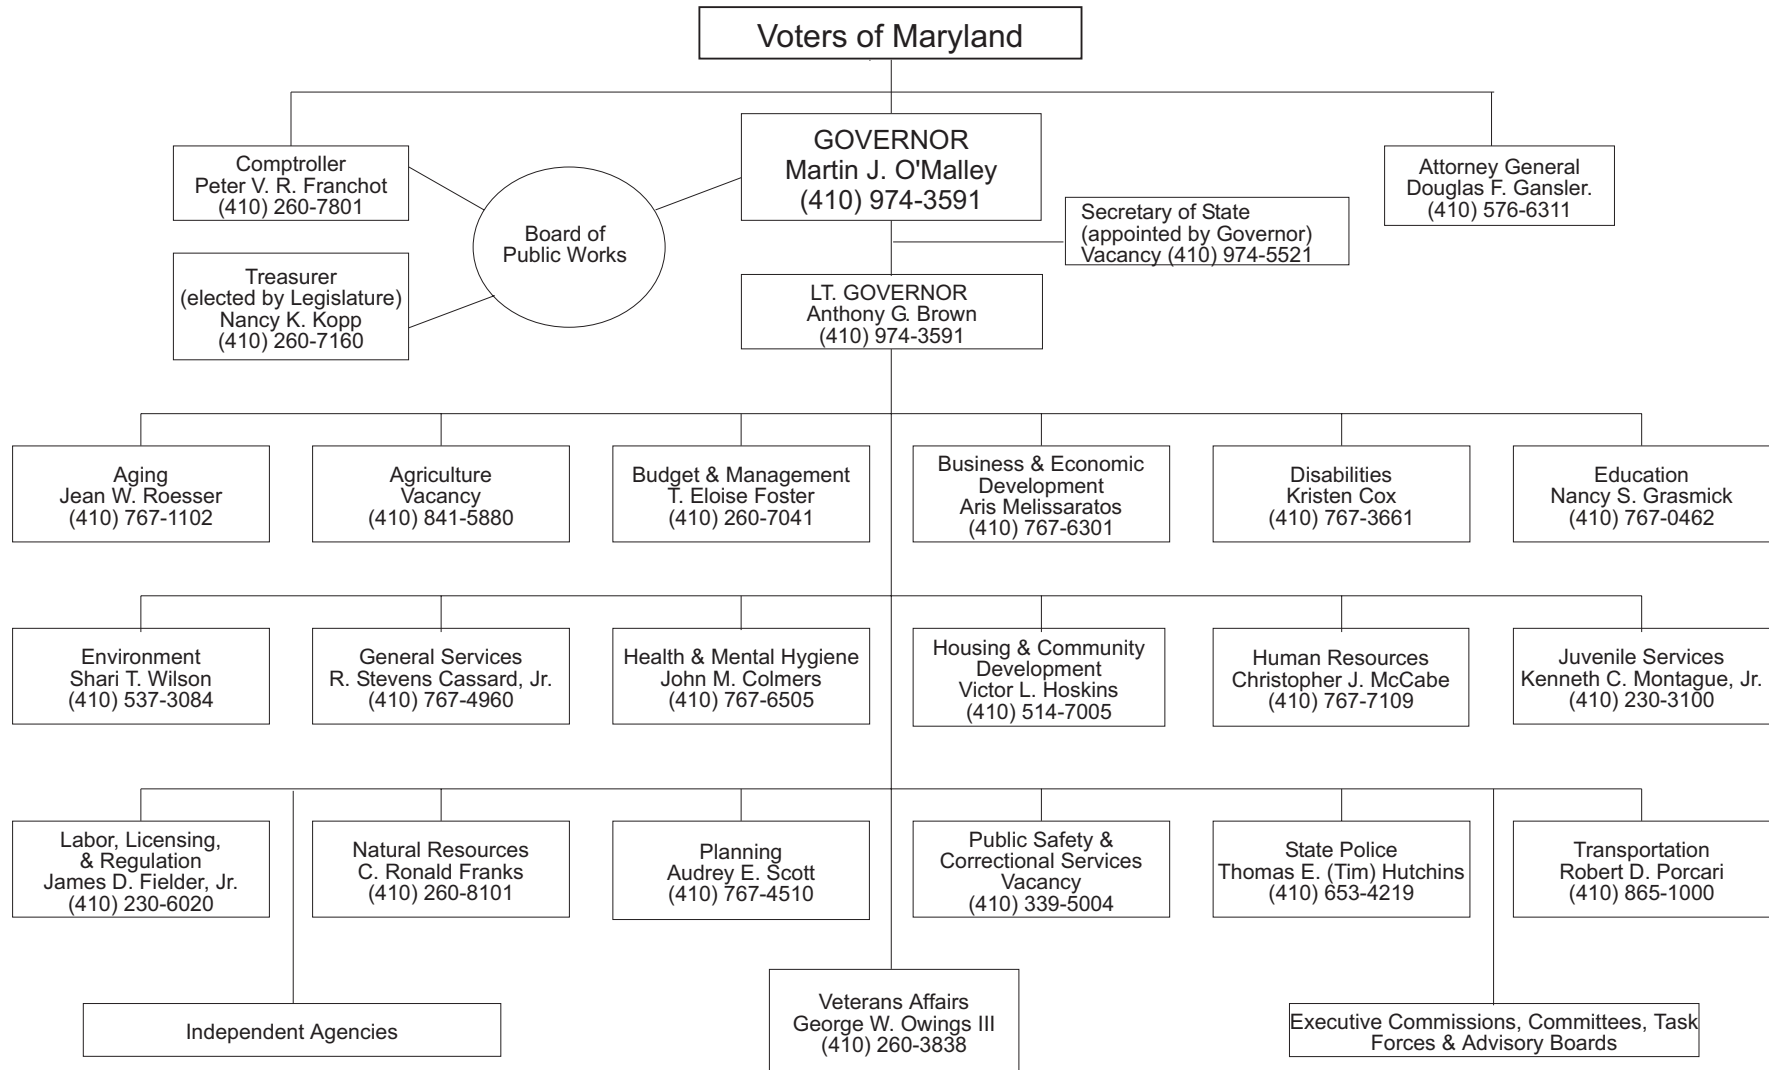 Voters of Maryland
Comptroller
Peter V. R. Franchot
(410) 260-7801
GOVERNOR
Martin J. O'Malley
(410) 974-3591
Attorney General
Douglas F. Gansler.
(410) 576-6311
Board of
Public Works
Secretary of State
(appointed by Governor)
Vacancy (410) 974-5521
Treasurer
(elected by Legislature)
Nancy K. Kopp
(410) 260-7160
LT. GOVERNOR
Anthony G. Brown
(410) 974-3591
Aging
Jean W. Roesser
(410) 767-1102
Agriculture
Vacancy
(410) 841-5880
Budget & Management
T. Eloise Foster
(410) 260-7041
Business & Economic
Development
Aris Melissaratos
(410) 767-6301
Disabilities
Kristen Cox
(410) 767-3661
Education
Nancy S. Grasmick
(410) 767-0462
Environment
Shari T. Wilson
(410) 537-3084
General Services
R. Stevens Cassard, Jr.
(410) 767-4960
Health & Mental Hygiene
John M. Colmers
(410) 767-6505
Housing & Community
Development
Victor L. Hoskins
(410) 514-7005
Human Resources
Christopher J. McCabe
(410) 767-7109
Juvenile Services
Kenneth C. Montague, Jr.
(410) 230-3100
Labor, Licensing,
& Regulation
James D. Fielder, Jr.
(410) 230-6020
Natural Resources
C. Ronald Franks
(410) 260-8101
Planning
Audrey E. Scott
(410) 767-4510
Public Safety &
Correctional Services
Vacancy
(410) 339-5004
State Police
Thomas E. (Tim) Hutchins
(410) 653-4219
Transportation
Robert D. Porcari
(410) 865-1000
Independent Agencies
Veterans Affairs
George W. Owings III
(410) 260-3838
Executive Commissions, Committees, Task
Forces & Advisory Boards